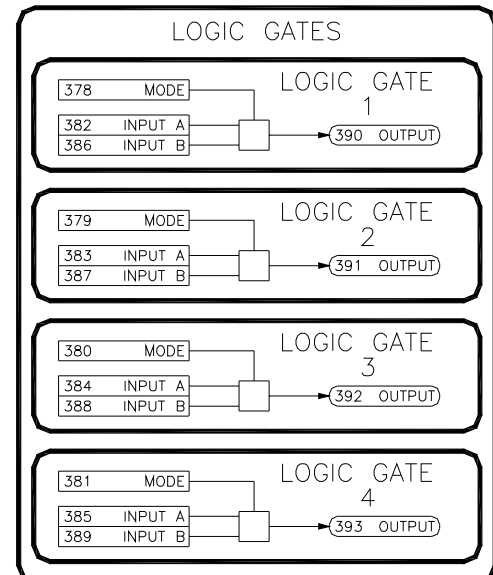 LOGIC GATES
LOGIC GATE
1
378 MODE
382 INPUT A
386 INPUT B
390 OUTPUT
LOGIC GATE
2
379 MODE
383 INPUT A
387 INPUT B
391 OUTPUT
LOGIC GATE
3
380 MODE
384 INPUT A
388 INPUT B
392 OUTPUT
LOGIC GATE
4
381 MODE
385 INPUT A
389 INPUT B
393 OUTPUT